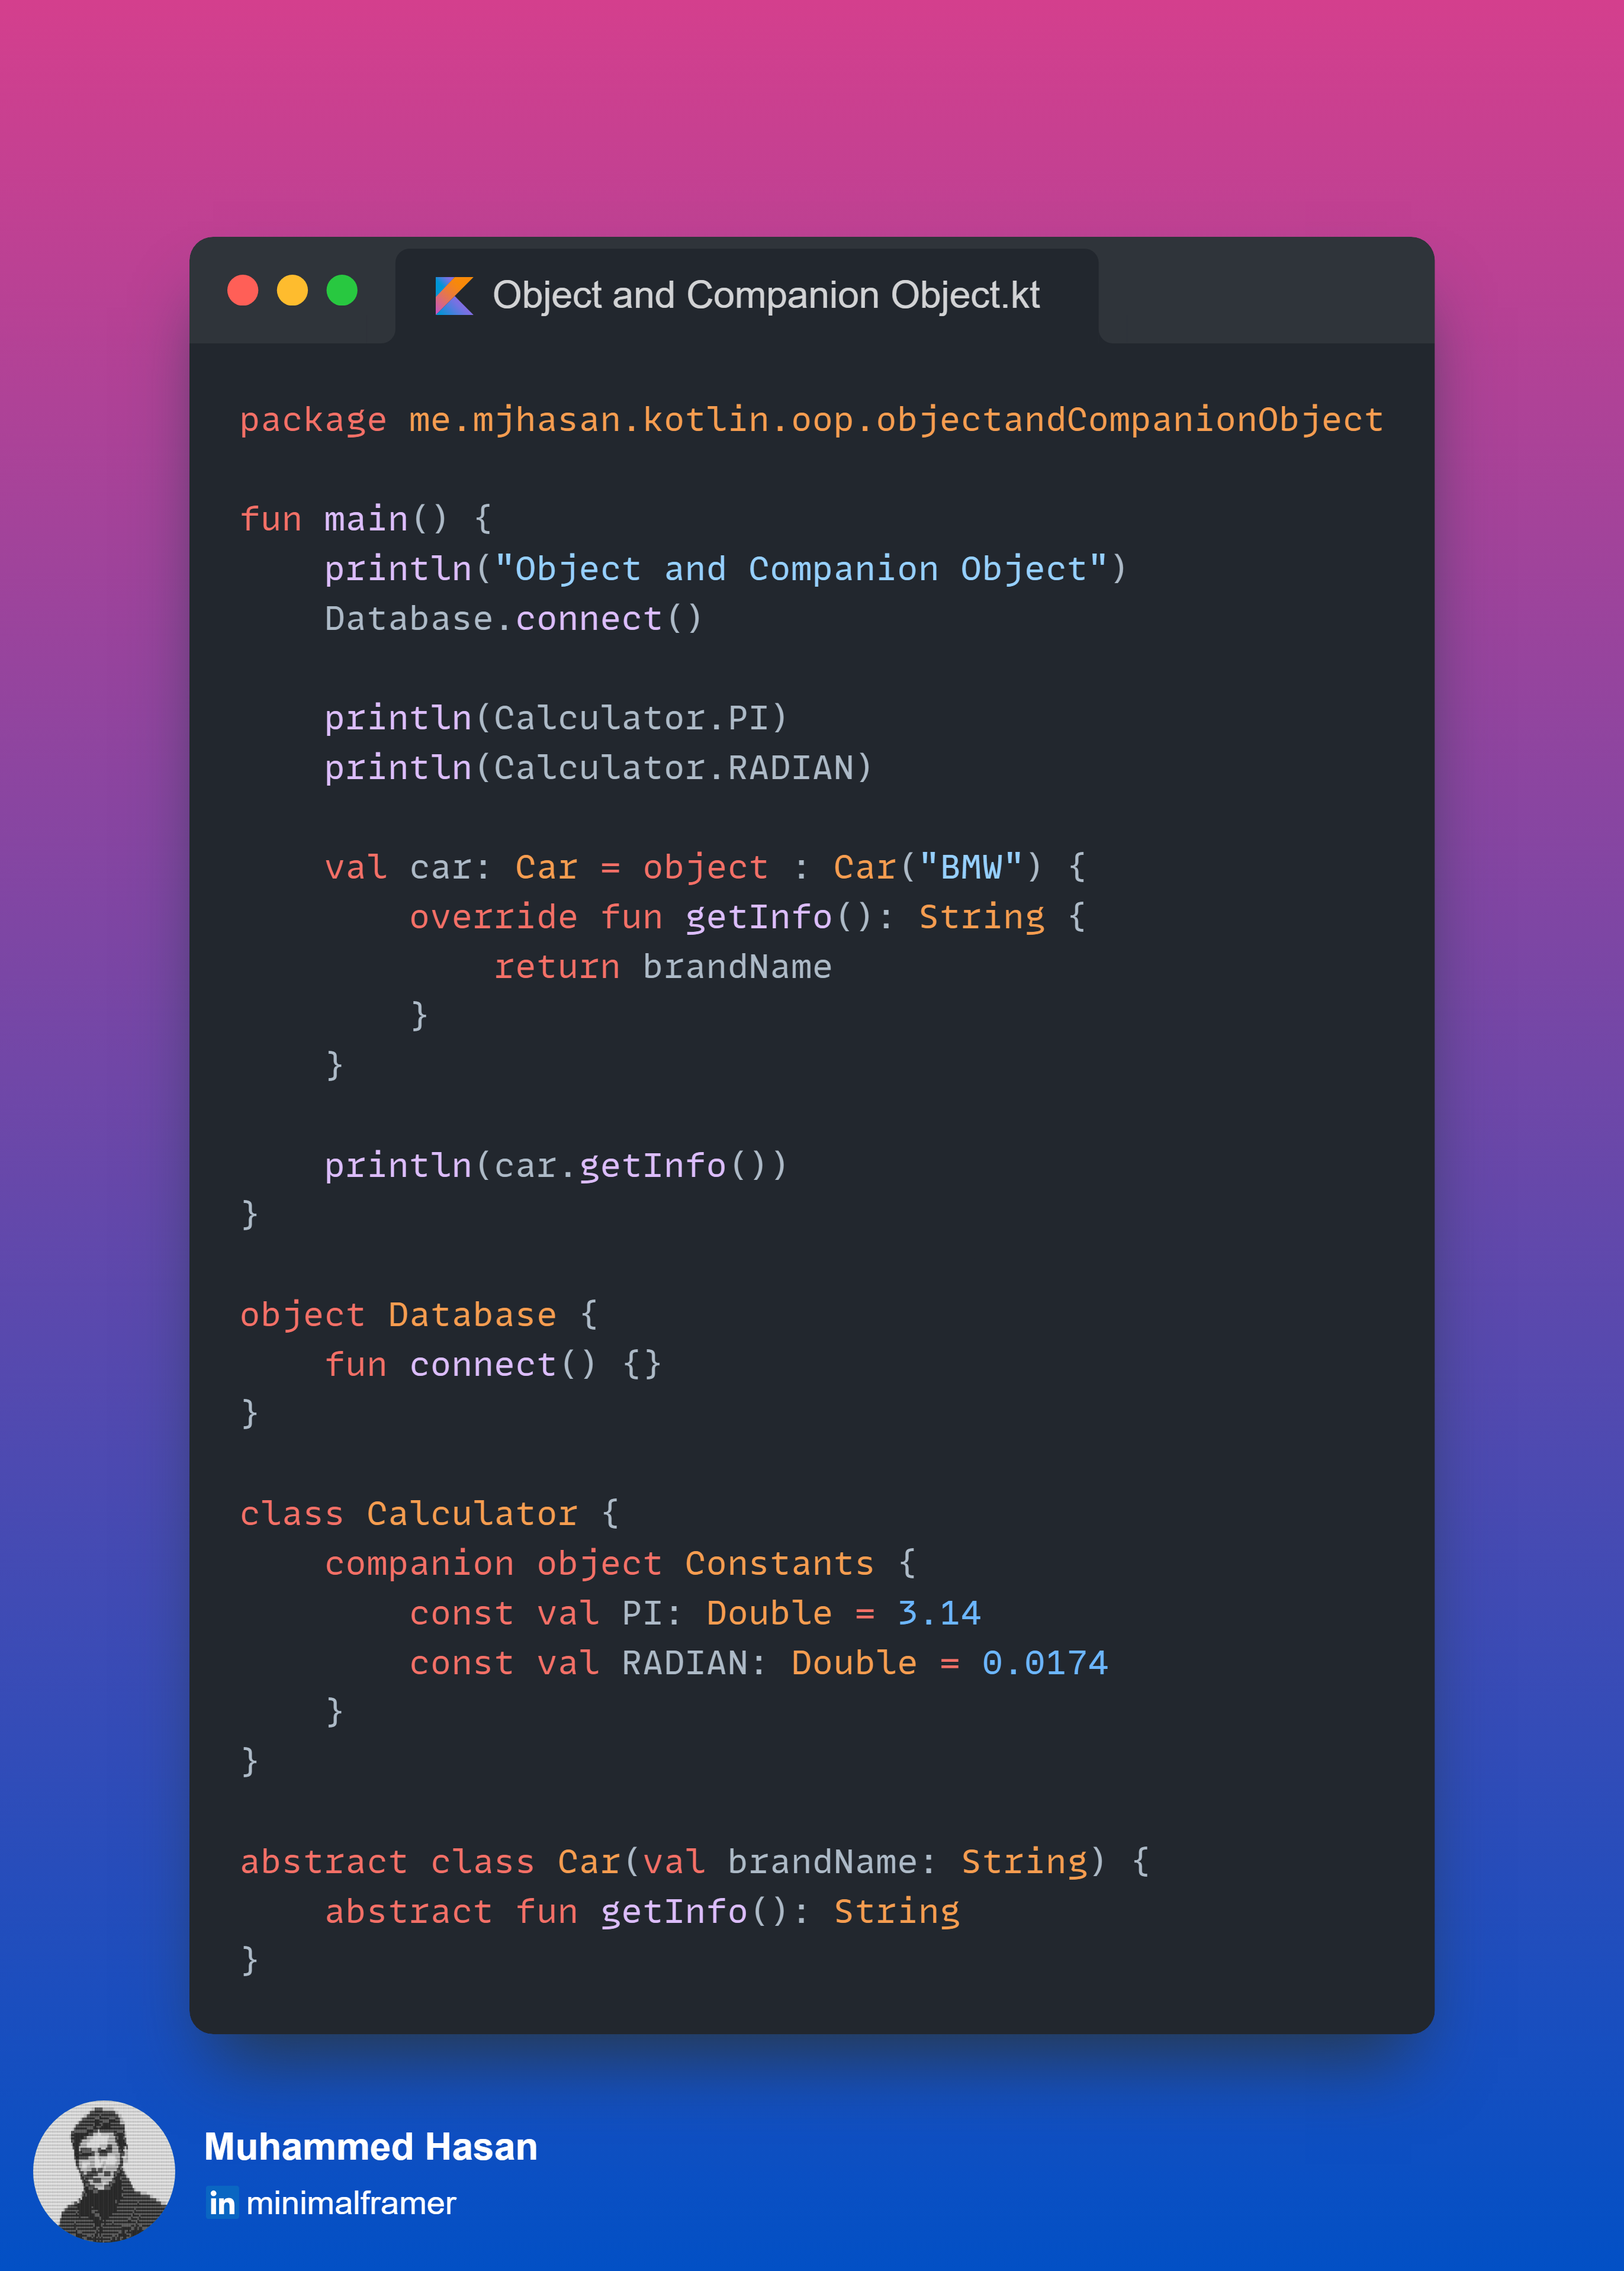 Object and Companion Object.kt
package me.mjhasan.kotlin.oop.objectandCompanionObject
fun main() {
    println("Object and Companion Object")
    Database.connect()
    println(Calculator.PI)
    println(Calculator.RADIAN)
    val car: Car = object : Car("BMW") {
        override fun getInfo(): String {
            return brandName
        }
    }
    println(car.getInfo())
}
object Database {
    fun connect() {}
}
class Calculator {
    companion object Constants {
        const val PI: Double = 3.14
        const val RADIAN: Double = 0.0174
    }
}
abstract class Car(val brandName: String) {
    abstract fun getInfo(): String
}
Muhammed Hasan
in minimalframer